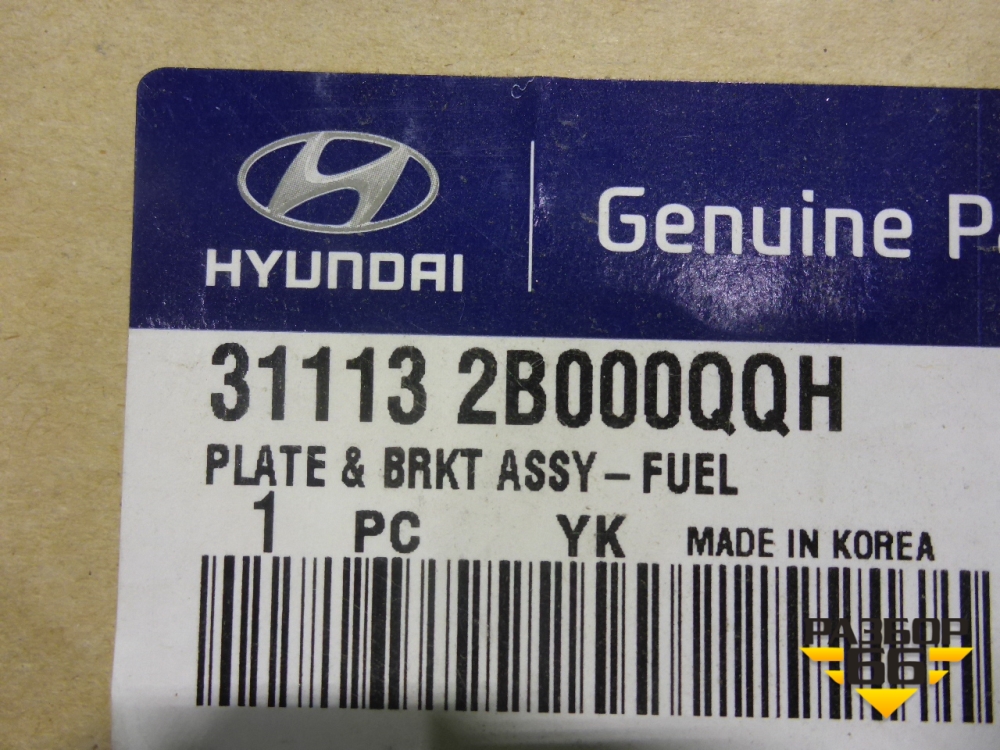 HYUNDAI
Genuine
31113 2B000QQH
PLATE & BRKT ASSY – FUEL
1 PC YK MADE IN KOREA
РАЗБОР
66